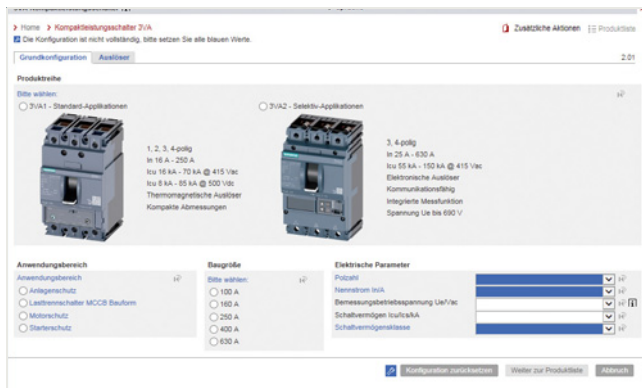 Home Kompaktleistungsschalter 3VA
Zusätzliche Aktionen Produktliste
Die Konfiguration ist nicht vollständig, bitte setzen Sie alle blauen Werte.
Grundkonfiguration Auslöser 2.01
Produktreihe
Bitte wählen:
3VA1 - Standard-Applikationen
1, 2, 3, 4-polig
In 16 A - 250 A
Icu 16 kA - 70 kA @ 415 Vac
Icu 8 kA - 85 kA @ 500 Vdc
Thermomagnetische Auslöser
Kompakte Abmessungen
3VA2 - Selektiv-Applikationen
3, 4-polig
In 25 A - 630 A
Icu 55 kA - 150 kA @ 415 Vac
Elektronische Auslöser
Kommunikationsfähig
Integrierte Messfunktion
Spannung Ue bis 690 V
Anwendungsbereich
Anwendungsbereich
Anlagenschutz
Lasttrennschalter MCCB Bauform
Motorschutz
Starterschutz
Baugröße
Bitte wählen:
100 A
160 A
250 A
400 A
630 A
Elektrische Parameter
Polzahl
Nennstrom In/A
Bemessungsbetriebsspannung Ue/Vac
Schaltvermögen Icu/Ics/kA
Schaltvermögensklasse
Konfiguration zurücksetzen Weiter zur Produktliste Abbruch